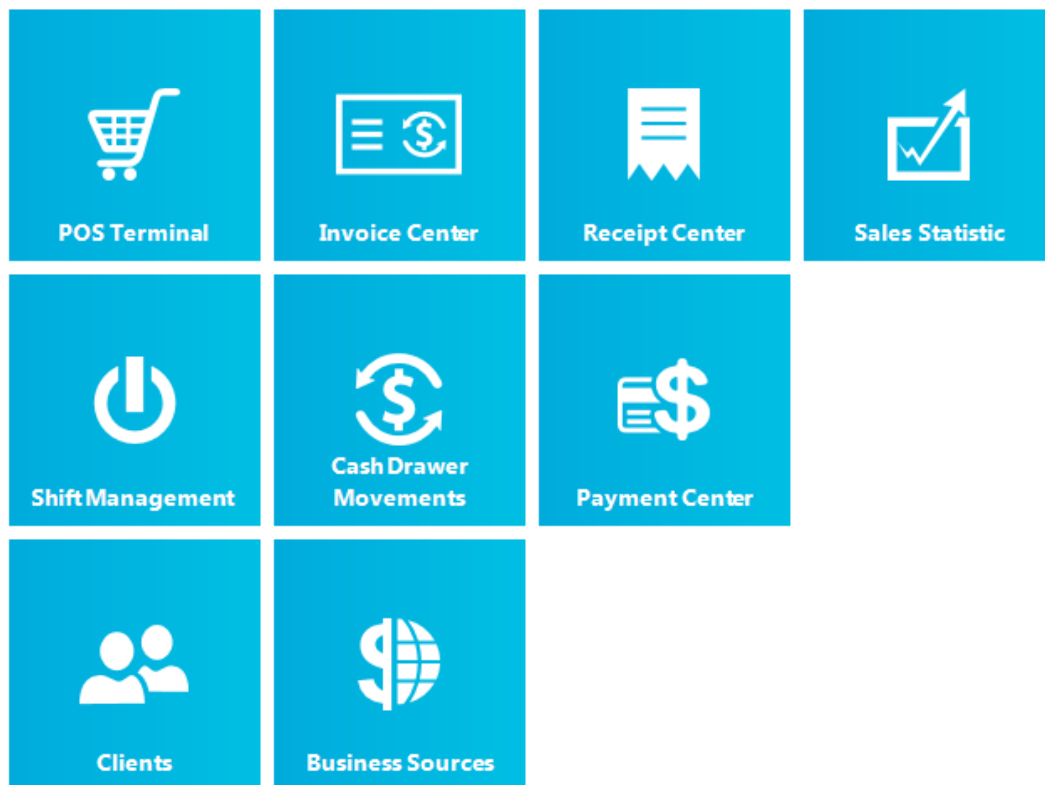 POS Terminal
Invoice Center
Receipt Center
Sales Statistic
Shift Management
Cash Drawer
Movements
Payment Center
Clients
Business Sources